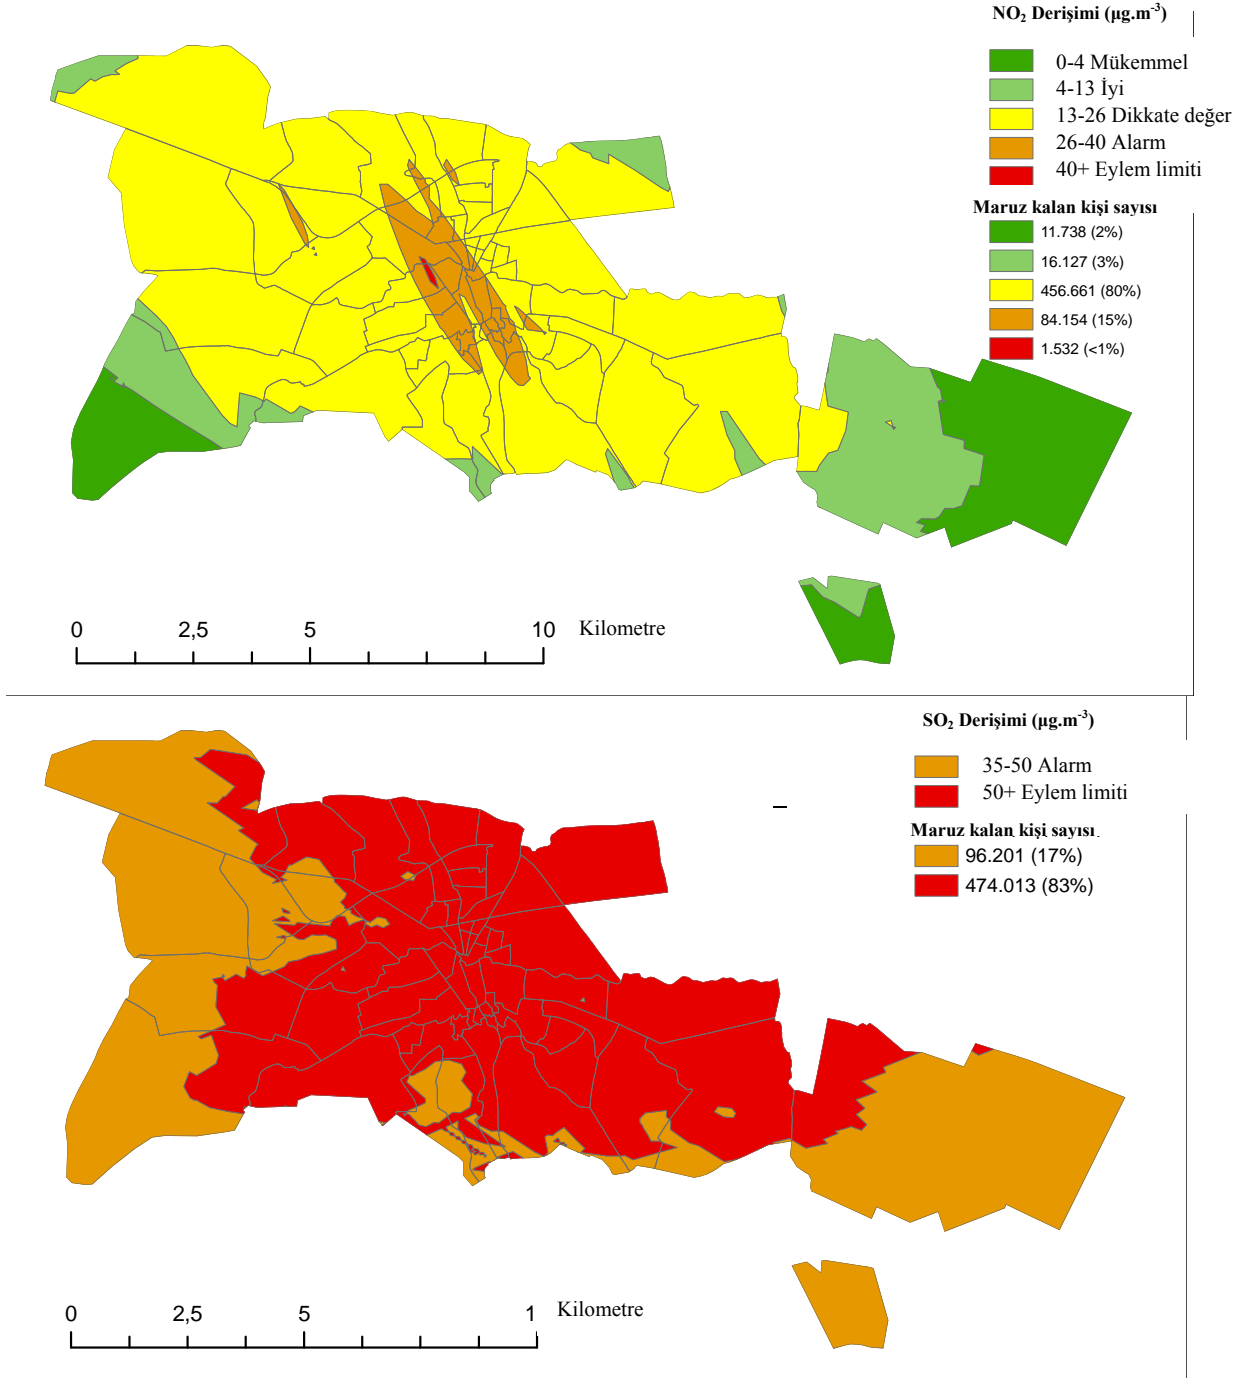 NO₂ Derişimi (µg.m⁻³)
0-4 Mükemmel
4-13 İyi
13-26 Dikkate değer
26-40 Alarm
40+ Eylem limiti
Maruz kalan kişi sayısı
11.738 (2%)
16.127 (3%)
456.661 (80%)
84.154 (15%)
1.532 (<1%)
0 2,5 5 10 Kilometre
SO₂ Derişimi (µg.m⁻³)
35-50 Alarm
50+ Eylem limiti
Maruz kalan kişi sayısı
96.201 (17%)
474.013 (83%)
0 2,5 5 1 Kilometre